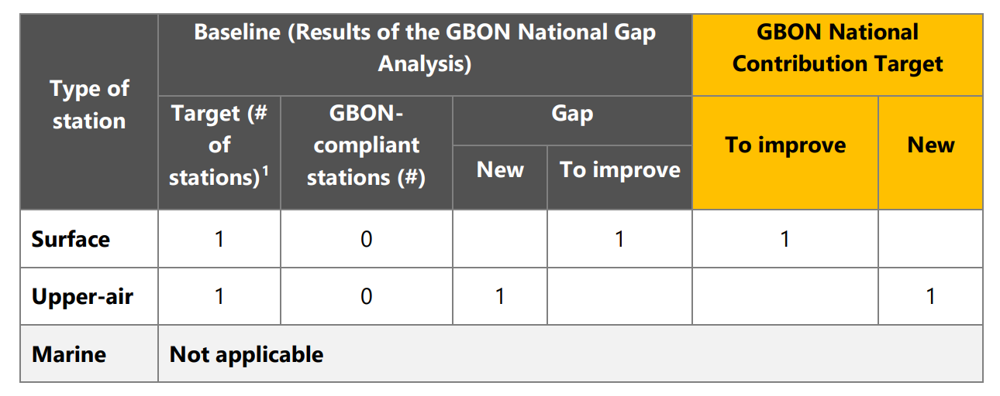 Type of
station
Baseline (Results of the GBON National Gap
Analysis)
GBON National
Contribution Target
Target (#
of
stations)¹
GBON-
compliant
stations (#)
Gap
New
To improve
To improve
New
Surface 1 0 1 1
Upper-air 1 0 1 1
Marine Not applicable